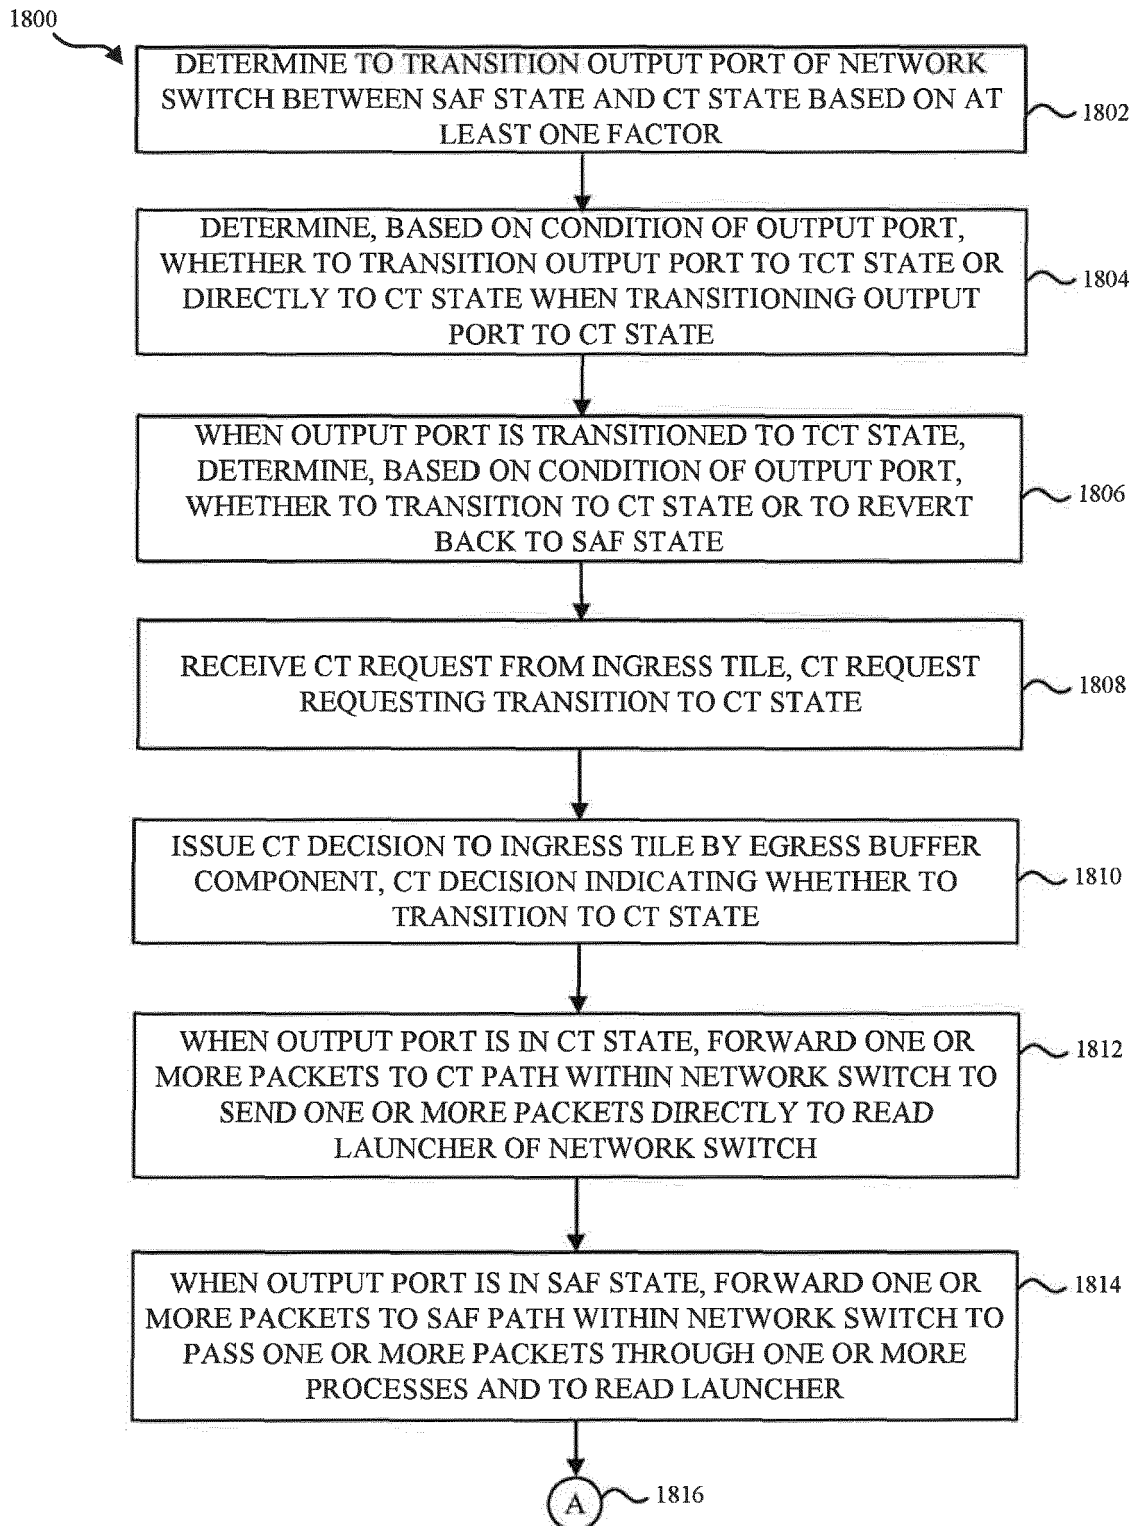 1800
DETERMINE TO TRANSITION OUTPUT PORT OF NETWORK
SWITCH BETWEEN SAF STATE AND CT STATE BASED ON AT
LEAST ONE FACTOR
1802
DETERMINE, BASED ON CONDITION OF OUTPUT PORT,
WHETHER TO TRANSITION OUTPUT PORT TO TCT STATE OR
DIRECTLY TO CT STATE WHEN TRANSITIONING OUTPUT
PORT TO CT STATE
1804
WHEN OUTPUT PORT IS TRANSITIONED TO TCT STATE,
DETERMINE, BASED ON CONDITION OF OUTPUT PORT,
WHETHER TO TRANSITION TO CT STATE OR TO REVERT
BACK TO SAF STATE
1806
RECEIVE CT REQUEST FROM INGRESS TILE, CT REQUEST
REQUESTING TRANSITION TO CT STATE
1808
ISSUE CT DECISION TO INGRESS TILE BY EGRESS BUFFER
COMPONENT, CT DECISION INDICATING WHETHER TO
TRANSITION TO CT STATE
1810
WHEN OUTPUT PORT IS IN CT STATE, FORWARD ONE OR
MORE PACKETS TO CT PATH WITHIN NETWORK SWITCH TO
SEND ONE OR MORE PACKETS DIRECTLY TO READ
LAUNCHER OF NETWORK SWITCH
1812
WHEN OUTPUT PORT IS IN SAF STATE, FORWARD ONE OR
MORE PACKETS TO SAF PATH WITHIN NETWORK SWITCH TO
PASS ONE OR MORE PACKETS THROUGH ONE OR MORE
PROCESSES AND TO READ LAUNCHER
1814
A
1816